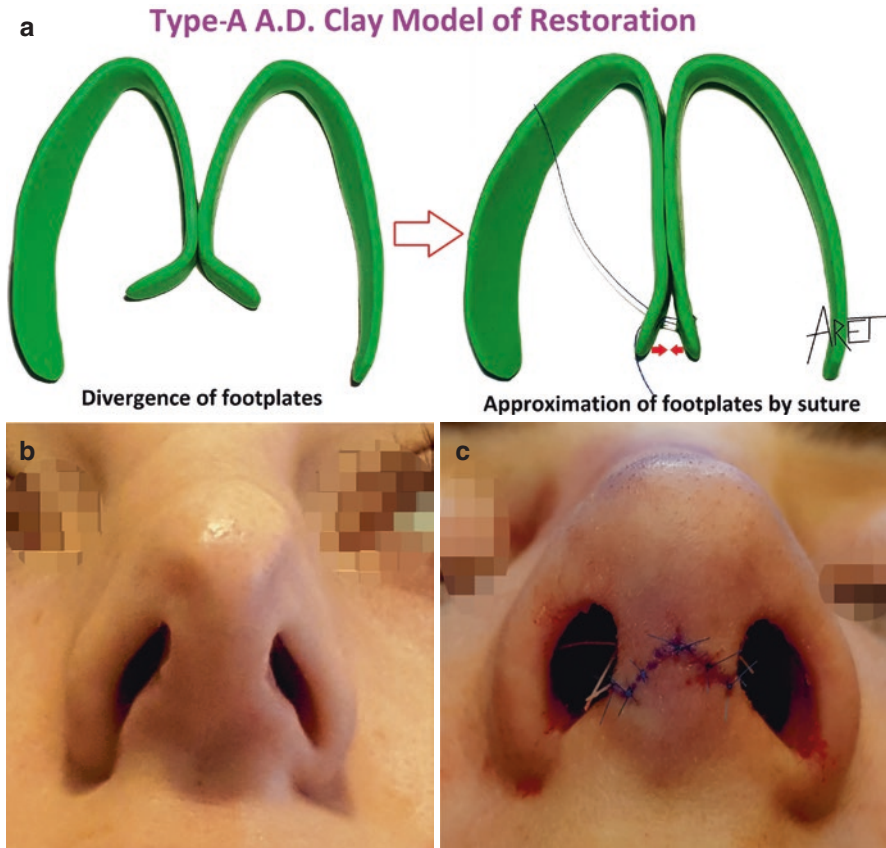 Type-A A.D. Clay Model of Restoration
a
ARET
Divergence of footplates
Approximation of footplates by suture
b
c